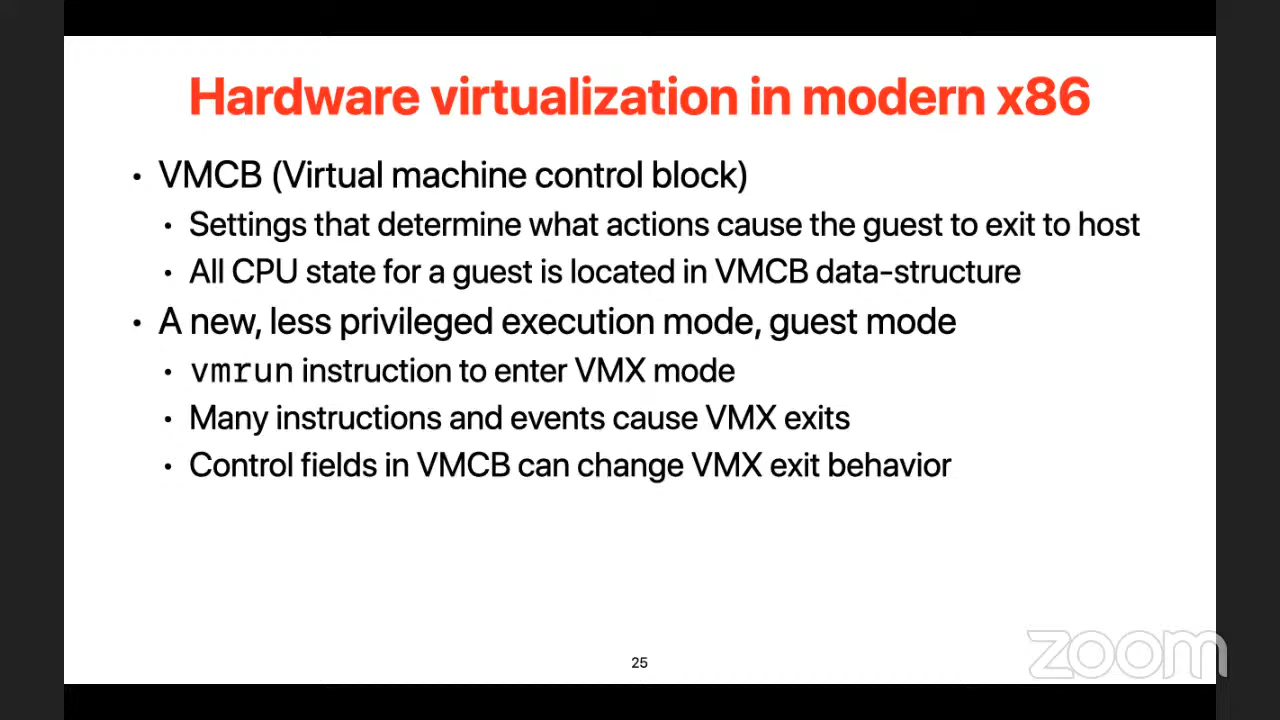 Hardware virtualization in modern x86
• VMCB (Virtual machine control block)
• Settings that determine what actions cause the guest to exit to host
• All CPU state for a guest is located in VMCB data-structure
• A new, less privileged execution mode, guest mode
• vmrun instruction to enter VMX mode
• Many instructions and events cause VMX exits
• Control fields in VMCB can change VMX exit behavior
25
zoom